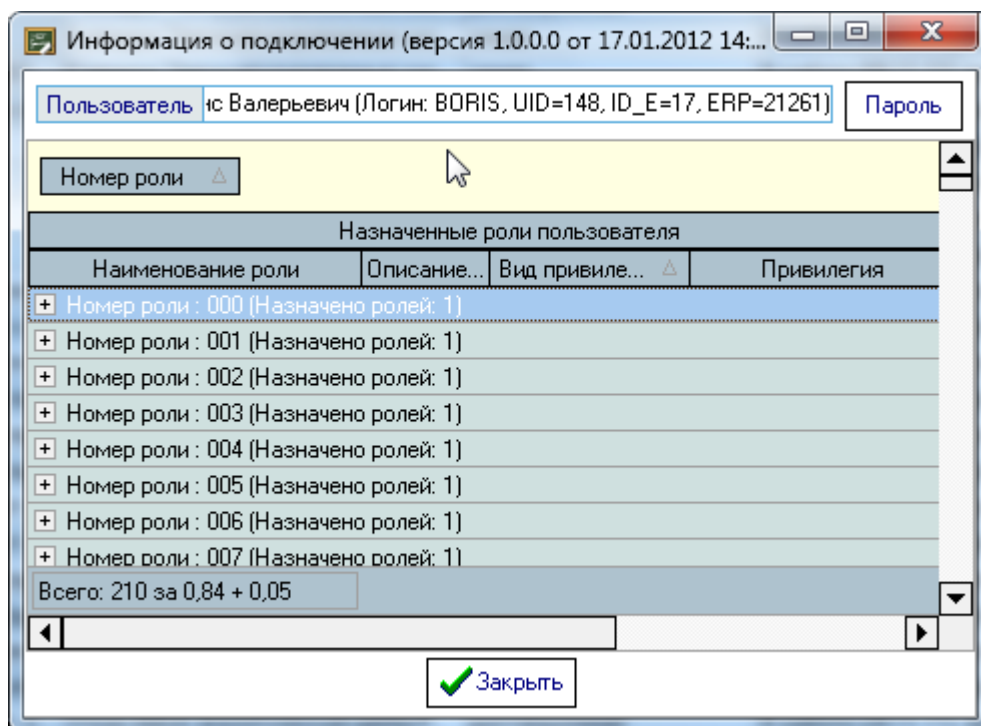 Информация о подключении (версия 1.0.0.0 от 17.01.2012 14:...
Пользователь Валерьевич (Логин: BORIS, UID=148, ID_E=17, ERP=21261) Пароль
Номер роли
Назначенные роли пользователя
Наименование роли Описание... Вид привиле... Привилегия
Номер роли : 000 (Назначено ролей: 1)
Номер роли : 001 (Назначено ролей: 1)
Номер роли : 002 (Назначено ролей: 1)
Номер роли : 003 (Назначено ролей: 1)
Номер роли : 004 (Назначено ролей: 1)
Номер роли : 005 (Назначено ролей: 1)
Номер роли : 006 (Назначено ролей: 1)
Номер роли : 007 (Назначено ролей: 1)
Всего: 210 за 0,84 + 0,05
Закрыть